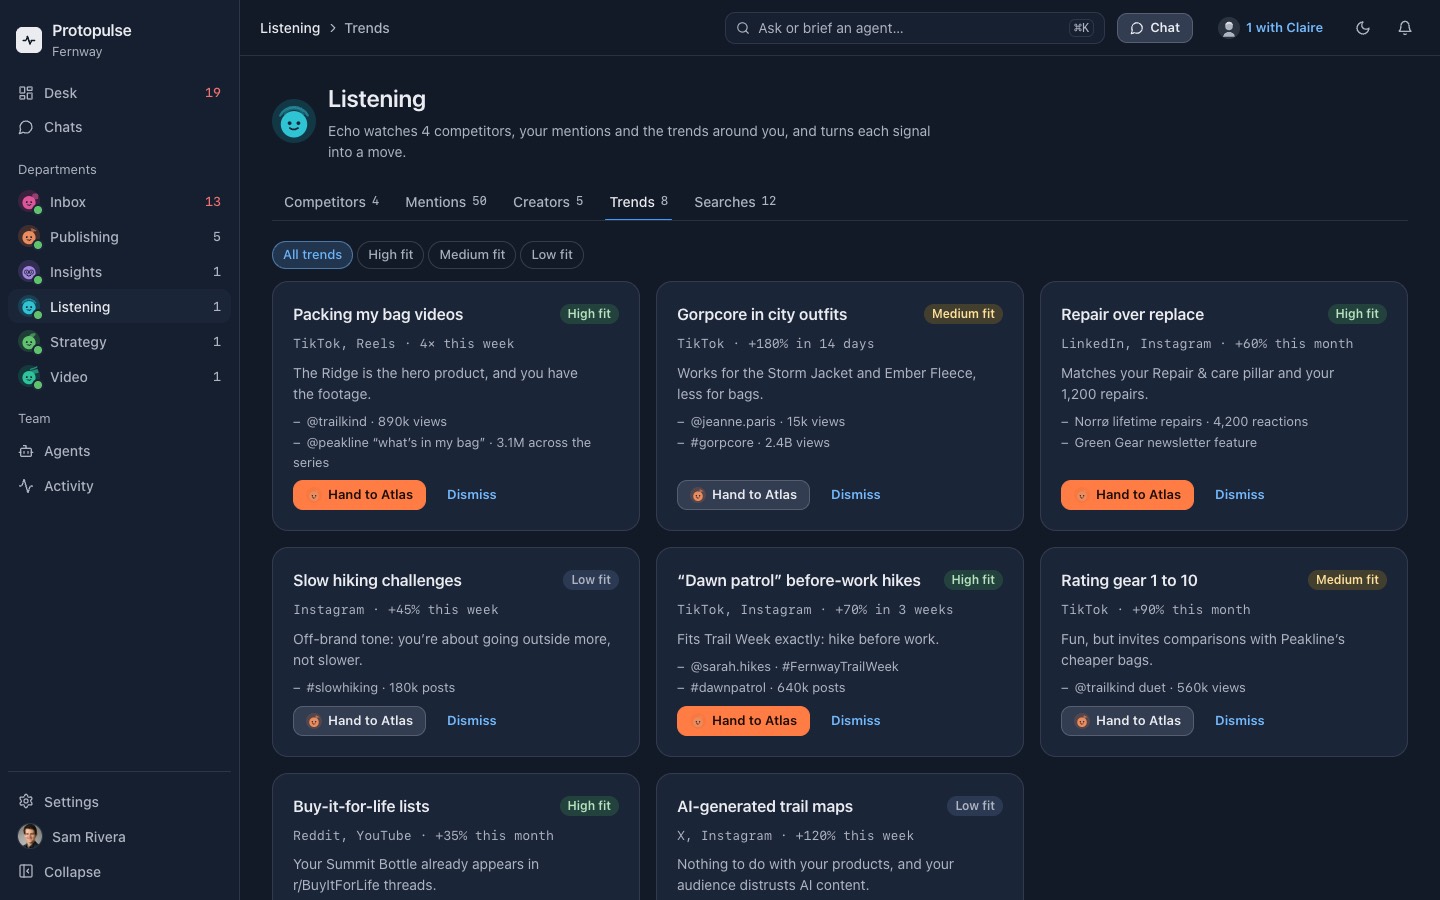 Protopulse
Fernway
Desk 19
Chats
Departments
Inbox 13
Publishing 5
Insights 1
Listening 1
Strategy 1
Video 1
Team
Agents
Activity
Settings
Sam Rivera
Collapse
Listening > Trends
Ask or brief an agent… ⌘K
Chat
1 with Claire
Listening
Echo watches 4 competitors, your mentions and the trends around you, and turns each signal
into a move.
Competitors 4 Mentions 50 Creators 5 Trends 8 Searches 12
All trends High fit Medium fit Low fit
Packing my bag videos High fit
TikTok, Reels · 4× this week
The Ridge is the hero product, and you have
the footage.
– @trailkind · 890k views
– @peakline “what’s in my bag” · 3.1M across the
series
Hand to Atlas Dismiss
Gorpcore in city outfits Medium fit
TikTok · +180% in 14 days
Works for the Storm Jacket and Ember Fleece,
less for bags.
– @jeanne.paris · 15k views
– #gorpcore · 2.4B views
Hand to Atlas Dismiss
Repair over replace High fit
LinkedIn, Instagram · +60% this month
Matches your Repair & care pillar and your
1,200 repairs.
– Norrø lifetime repairs · 4,200 reactions
– Green Gear newsletter feature
Hand to Atlas Dismiss
Slow hiking challenges Low fit
Instagram · +45% this week
Off-brand tone: you’re about going outside more,
not slower.
– #slowhiking · 180k posts
Hand to Atlas Dismiss
“Dawn patrol” before-work hikes High fit
TikTok, Instagram · +70% in 3 weeks
Fits Trail Week exactly: hike before work.
– @sarah.hikes · #FernwayTrailWeek
– #dawnpatrol · 640k posts
Hand to Atlas Dismiss
Rating gear 1 to 10 Medium fit
TikTok · +90% this month
Fun, but invites comparisons with Peakline’s
cheaper bags.
– @trailkind duet · 560k views
Hand to Atlas Dismiss
Buy-it-for-life lists High fit
Reddit, YouTube · +35% this month
Your Summit Bottle already appears in
r/BuyItForLife threads.
AI-generated trail maps Low fit
X, Instagram · +120% this week
Nothing to do with your products, and your
audience distrusts AI content.